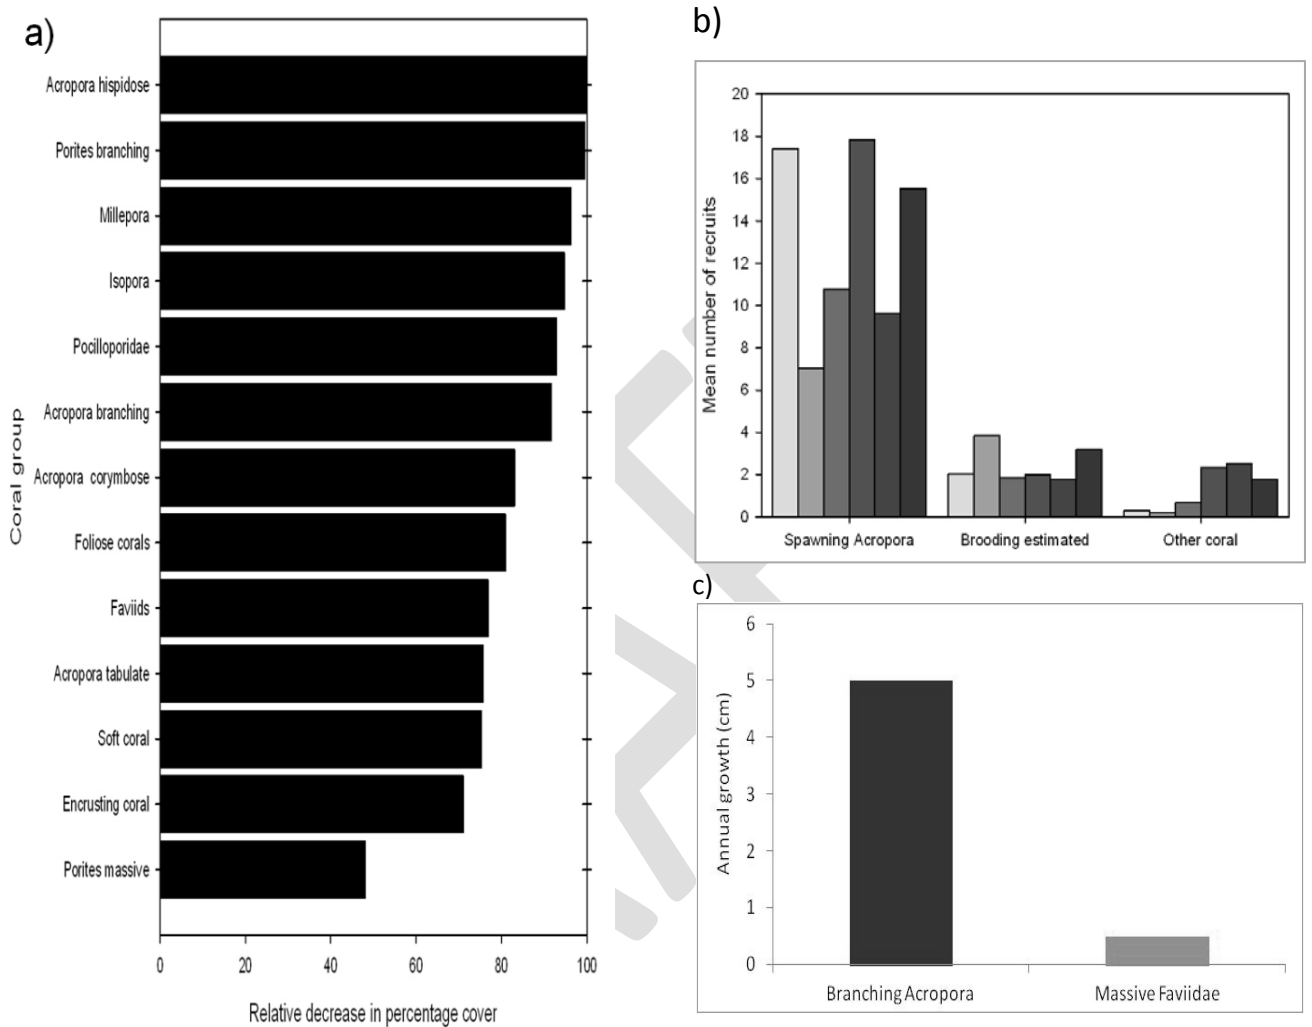 a)
Coral group
Acropora hispidose
Porites branching
Millepora
Isopora
Pocilloporidae
Acropora branching
Acropora corymbose
Foliose corals
Faviids
Acropora tabulate
Soft coral
Encrusting coral
Porites massive
0 20 40 60 80 100
Relative decrease in percentage cover
b)
Mean number of recruits
20
18
16
14
12
10
8
6
4
2
0
Spawning Acropora Brooding estimated Other coral
c)
Annual growth (cm)
6
5
4
3
2
1
0
Branching Acropora Massive Faviidae